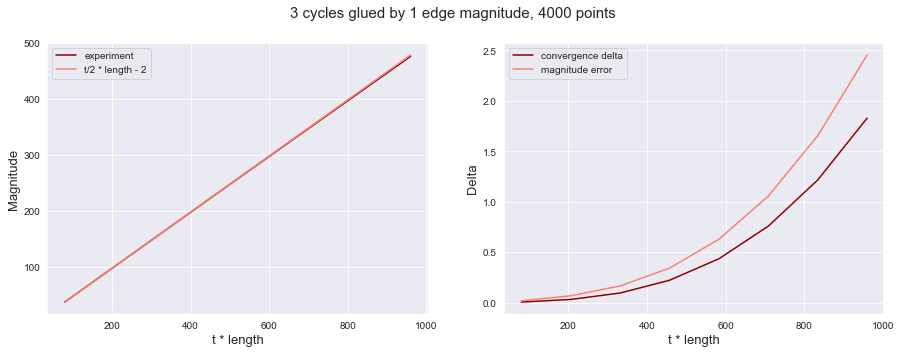 3 cycles glued by 1 edge magnitude, 4000 points
experiment
t/2 * length - 2
Magnitude
500
400
300
200
100
200
400
600
800
1000
t * length
convergence delta
magnitude error
Delta
2.5
2.0
1.5
1.0
0.5
0.0
200
400
600
800
1000
t * length